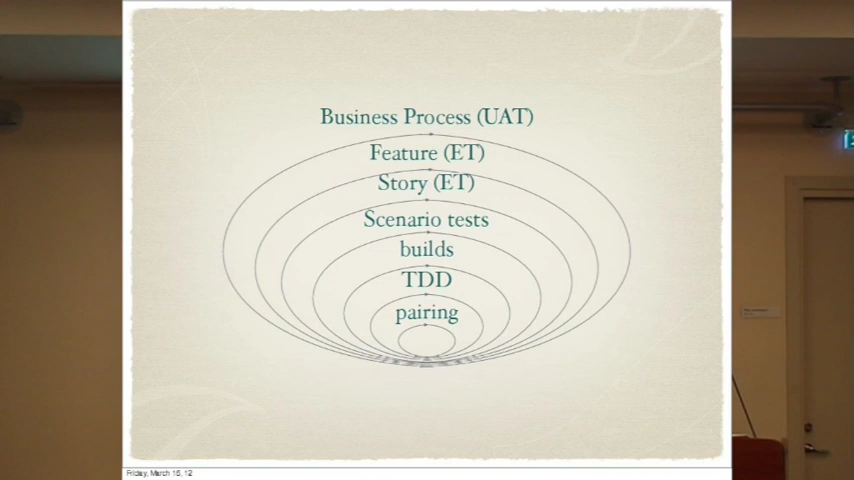 Business Process (UAT)
Feature (ET)
Story (ET)
Scenario tests
builds
TDD
pairing
Friday, March 16, 12